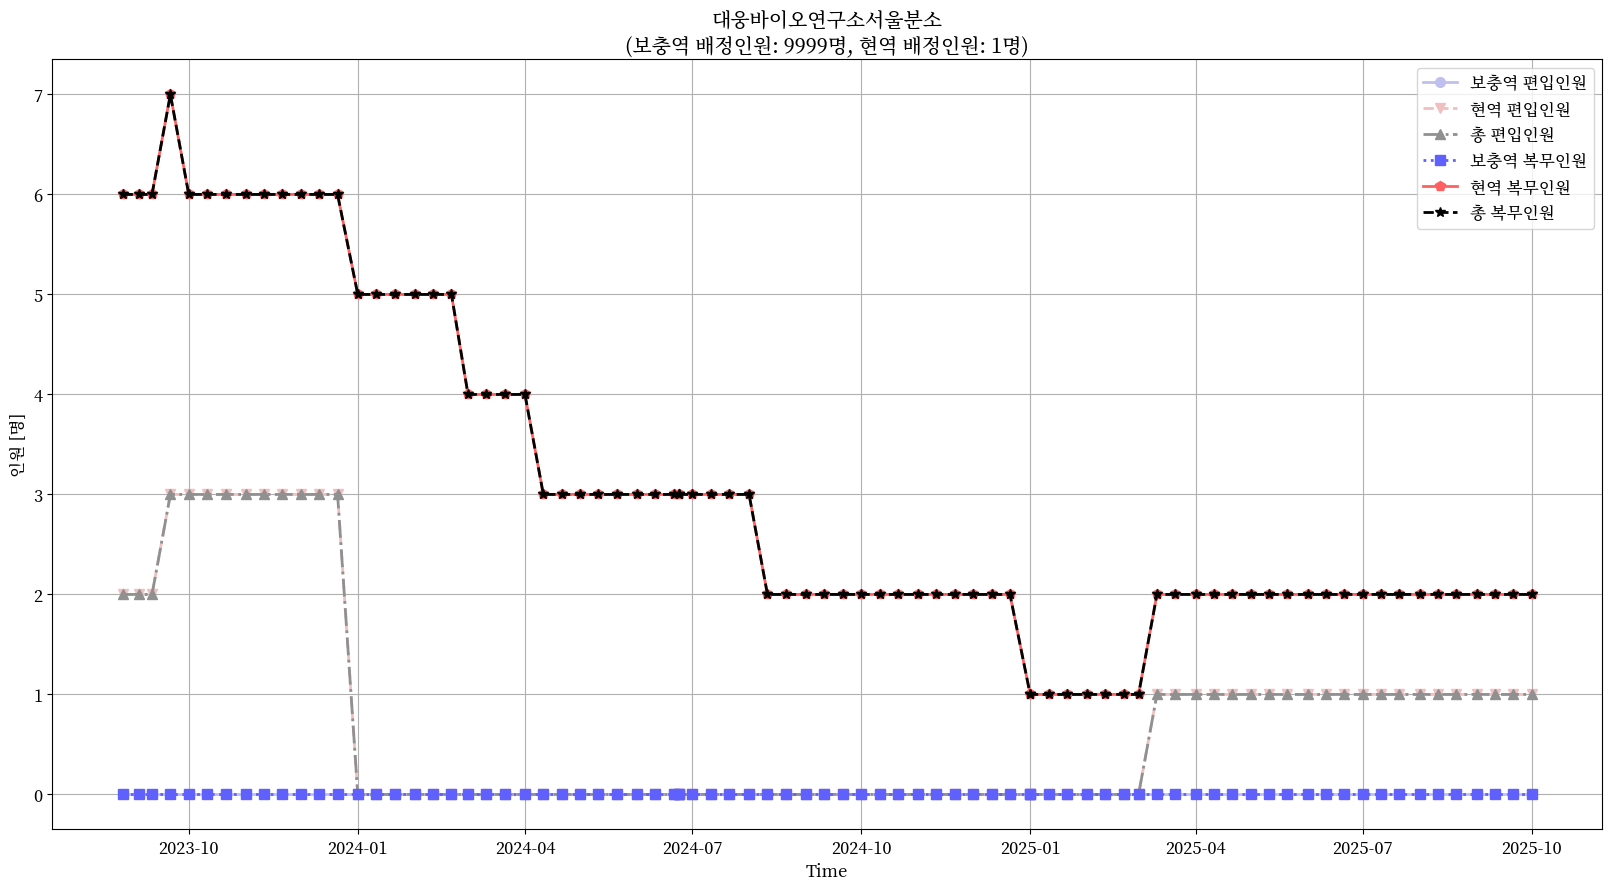 대웅바이오연구소서울분소
(보충역 배정인원: 9999명, 현역 배정인원: 1명)
보충역 편입인원
현역 편입인원
총 편입인원
보충역 복무인원
현역 복무인원
총 복무인원
인원 [명]
7
6
5
4
3
2
1
0
2023-10
2024-01
2024-04
2024-07
2024-10
2025-01
2025-04
2025-07
2025-10
Time